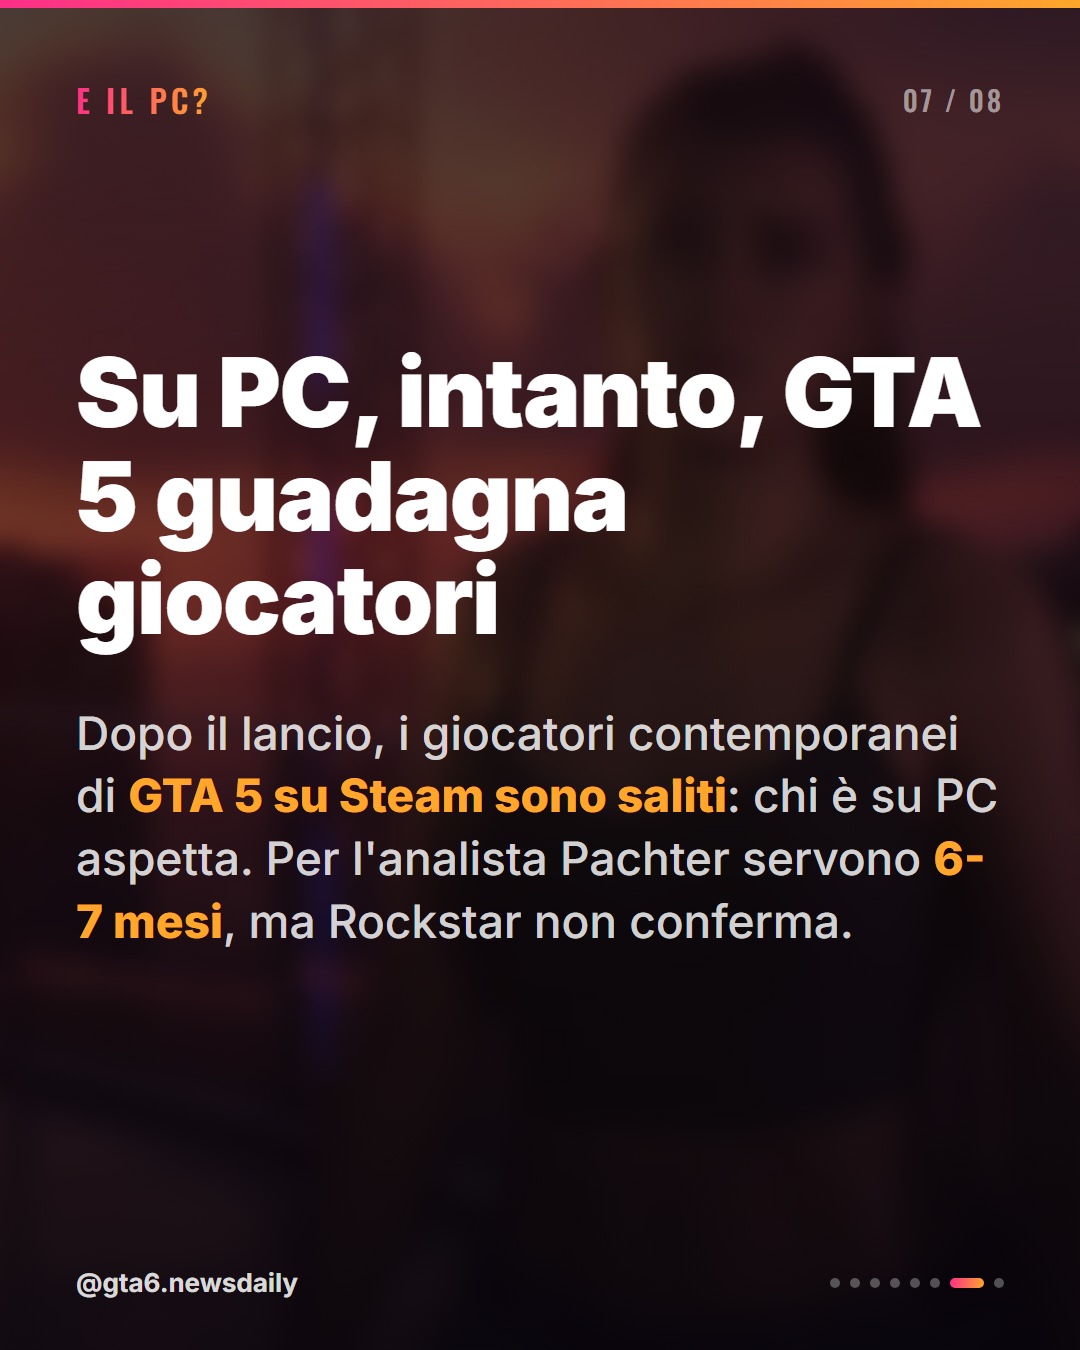 E IL PC?
07 / 08
Su PC, intanto, GTA
5 guadagna
giocatori
Dopo il lancio, i giocatori contemporanei
di GTA 5 su Steam sono saliti: chi è su PC
aspetta. Per l'analista Pachter servono 6-
7 mesi, ma Rockstar non conferma.
@gta6.newsdaily